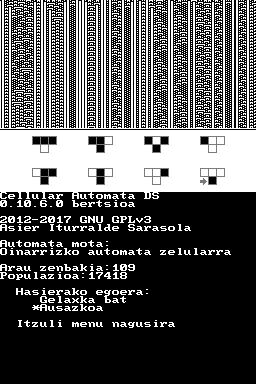 Cellular Automata DS
0.10.6.0 bertsioa
2012-2017 GNU GPLv3
Asier Iturralde Sarasola
Automata mota:
Oinarrizko automata zelularra
Arau zenbakia:109
Populazioa:17418
Hasierako egoera:
Gelaxka bat
*Ausazkoa
Itzuli menu nagusira